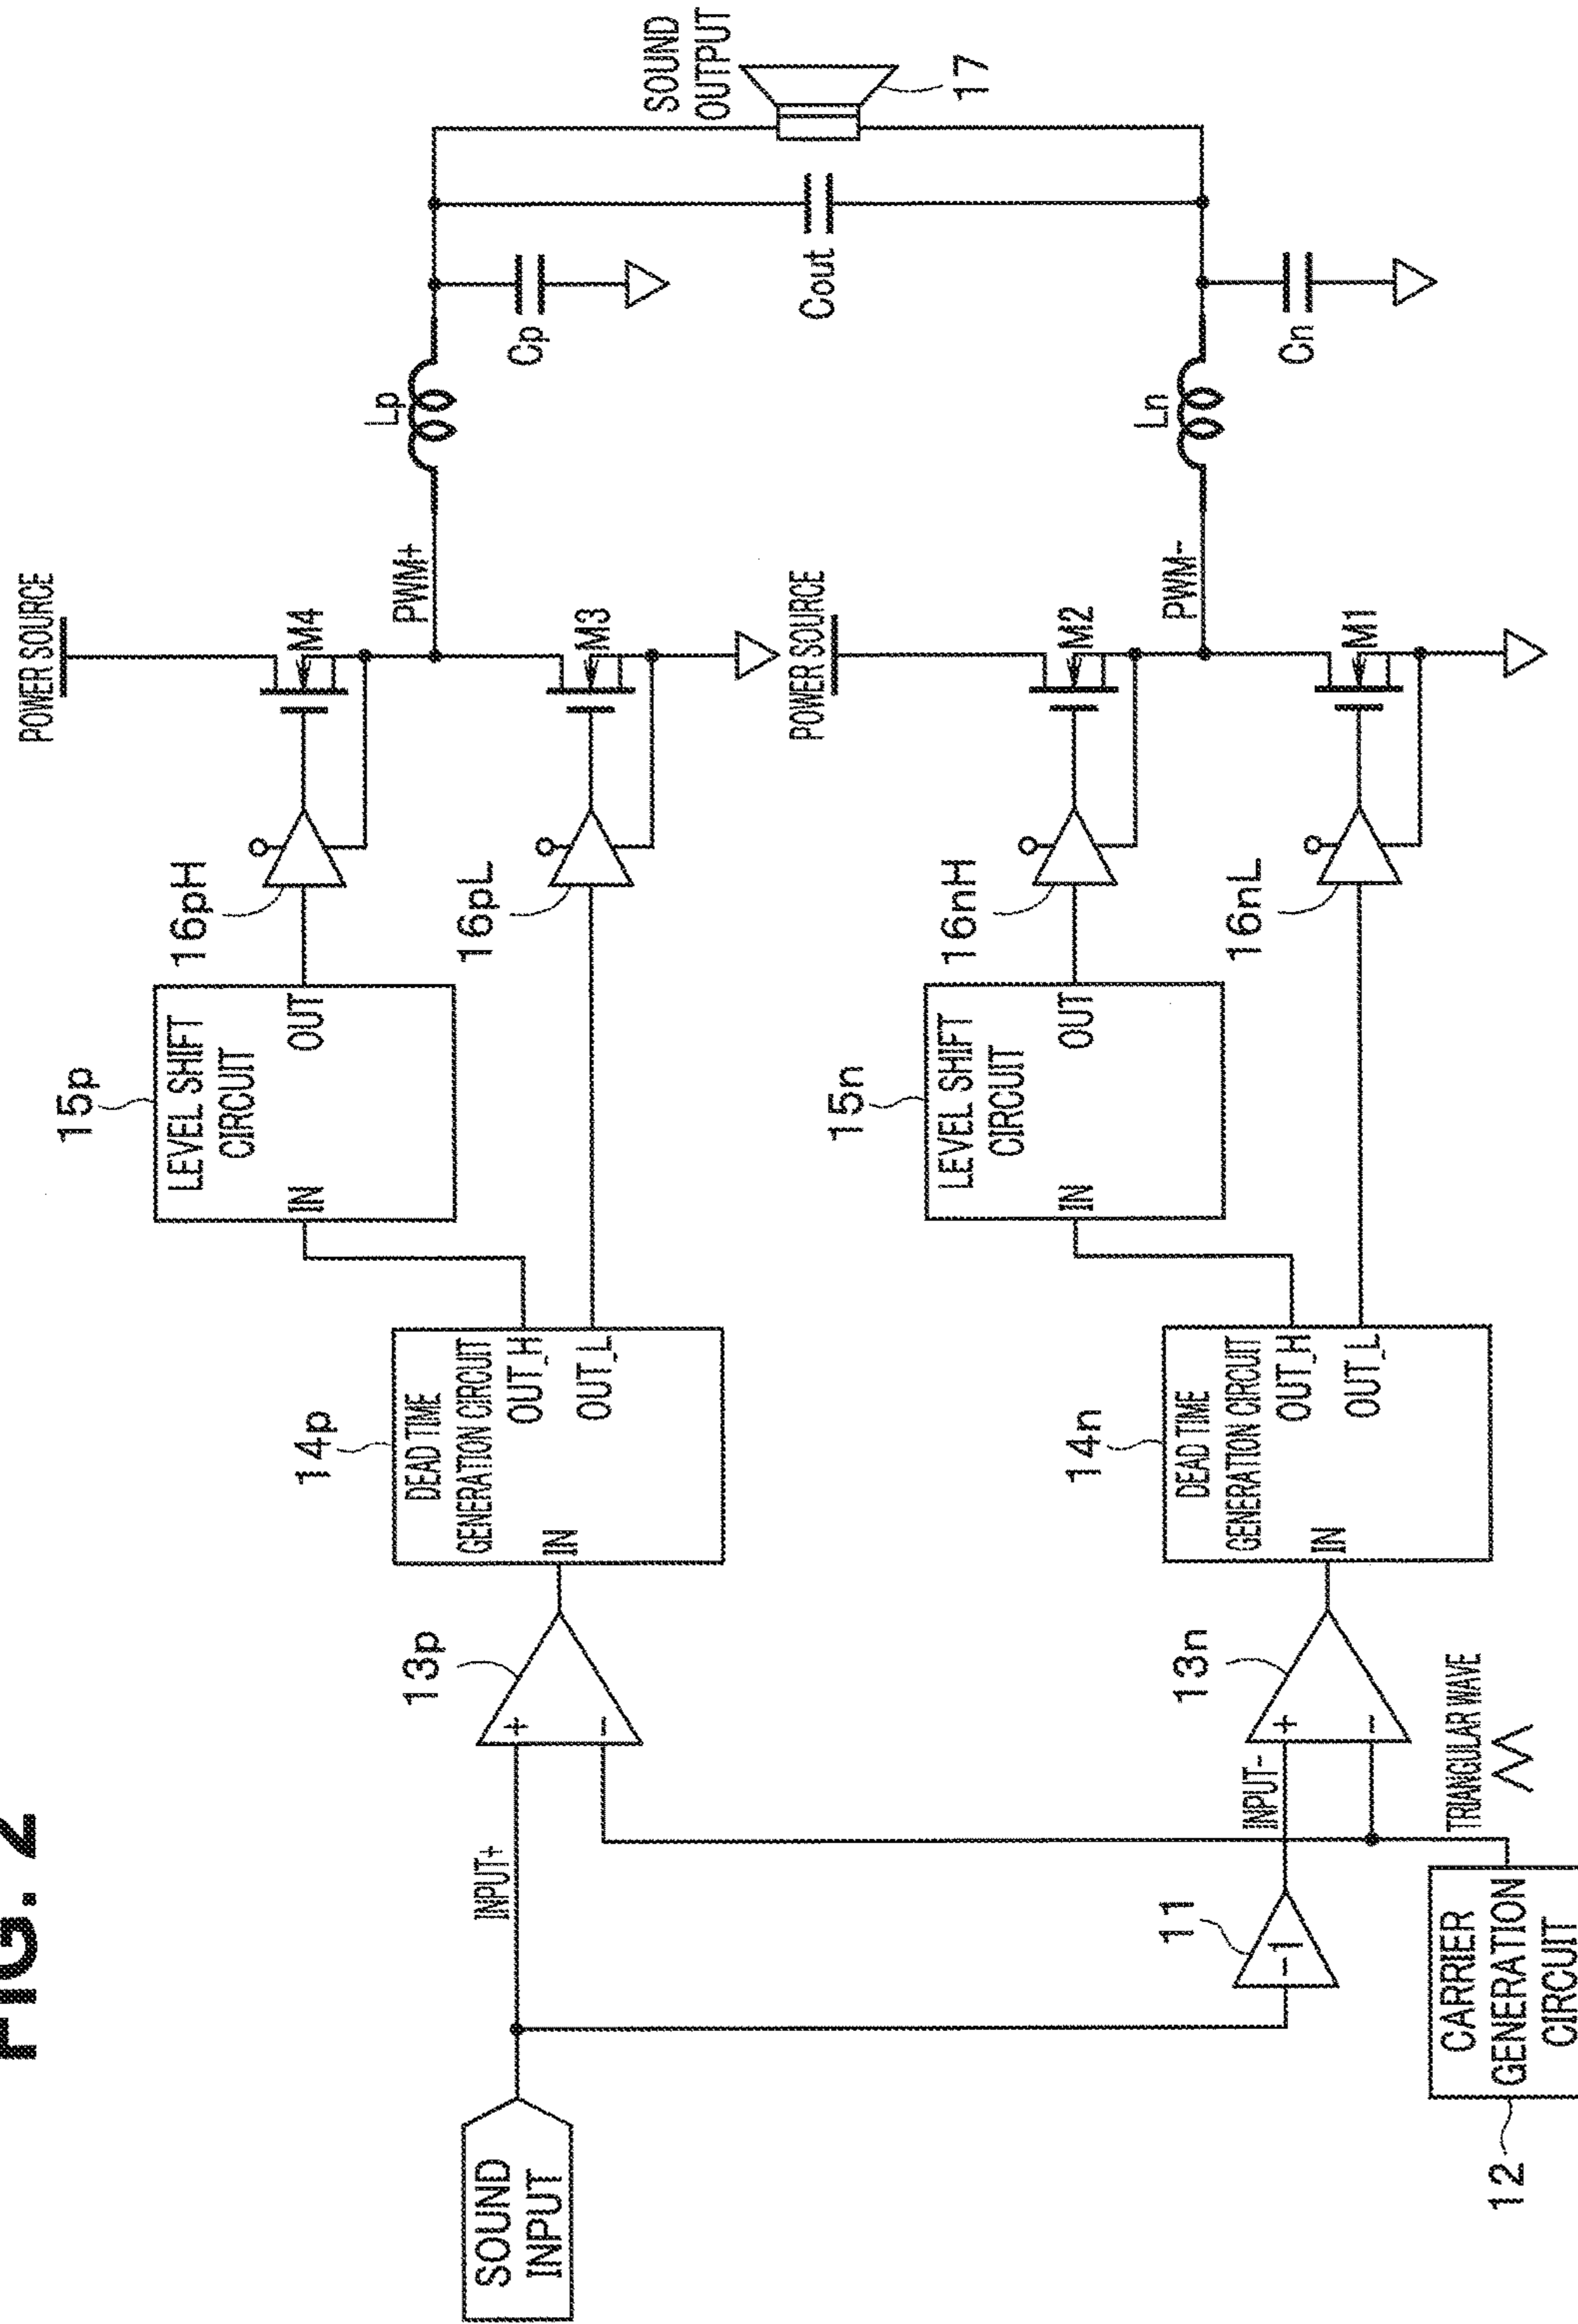 FIG. 2
SOUND
INPUT
INPUT+
11
-1
INPUT-
12
CARRIER
GENERATION
CIRCUIT
TRIANGULAR WAVE
13p
+
-
13n
+
-
14p
DEAD TIME
GENERATION CIRCUIT
IN
OUT_H
OUT_L
14n
DEAD TIME
GENERATION CIRCUIT
IN
OUT_H
OUT_L
15p
LEVEL SHIFT
CIRCUIT
IN
OUT
15n
LEVEL SHIFT
CIRCUIT
IN
OUT
16pH
16pL
16nH
16nL
POWER SOURCE
M4
M3
PWM+
POWER SOURCE
M2
M1
PWM-
Lp
Cp
Ln
Cn
Cout
SOUND
OUTPUT
17